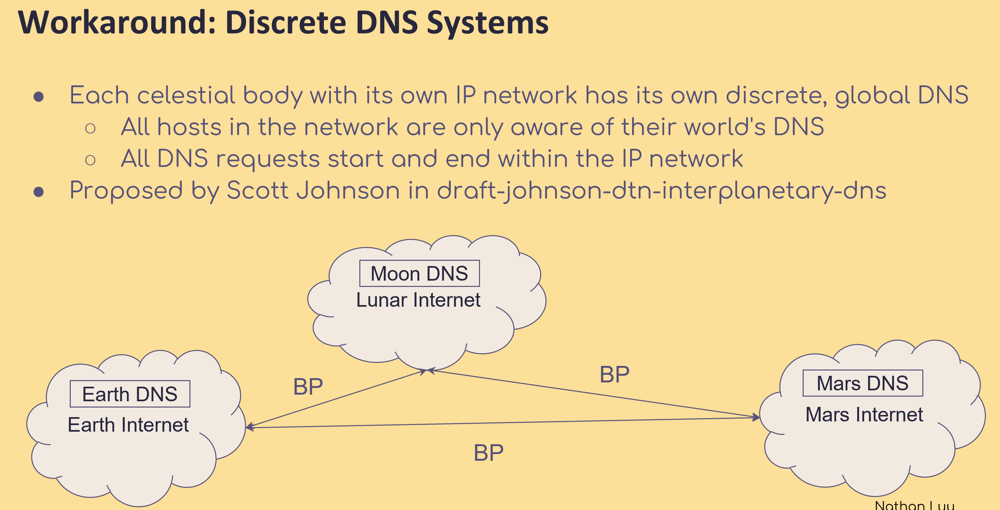 Workaround: Discrete DNS Systems
● Each celestial body with its own IP network has its own discrete, global DNS
○ All hosts in the network are only aware of their world's DNS
○ All DNS requests start and end within the IP network
● Proposed by Scott Johnson in draft-johnson-dtn-interplanetary-dns
Moon DNS
Lunar Internet
BP
BP
Earth DNS
Earth Internet
Mars DNS
Mars Internet
BP
Nathan Luu